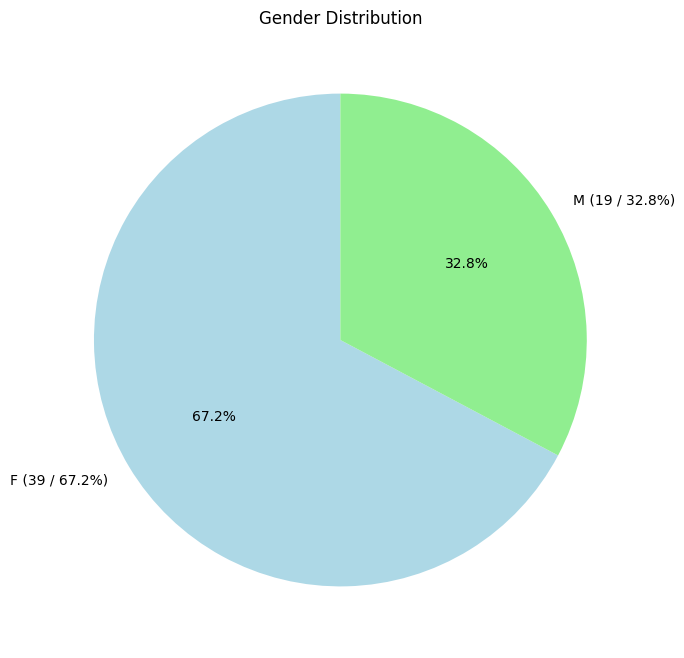 Gender Distribution
M (19 / 32.8%)
32.8%
67.2%
F (39 / 67.2%)